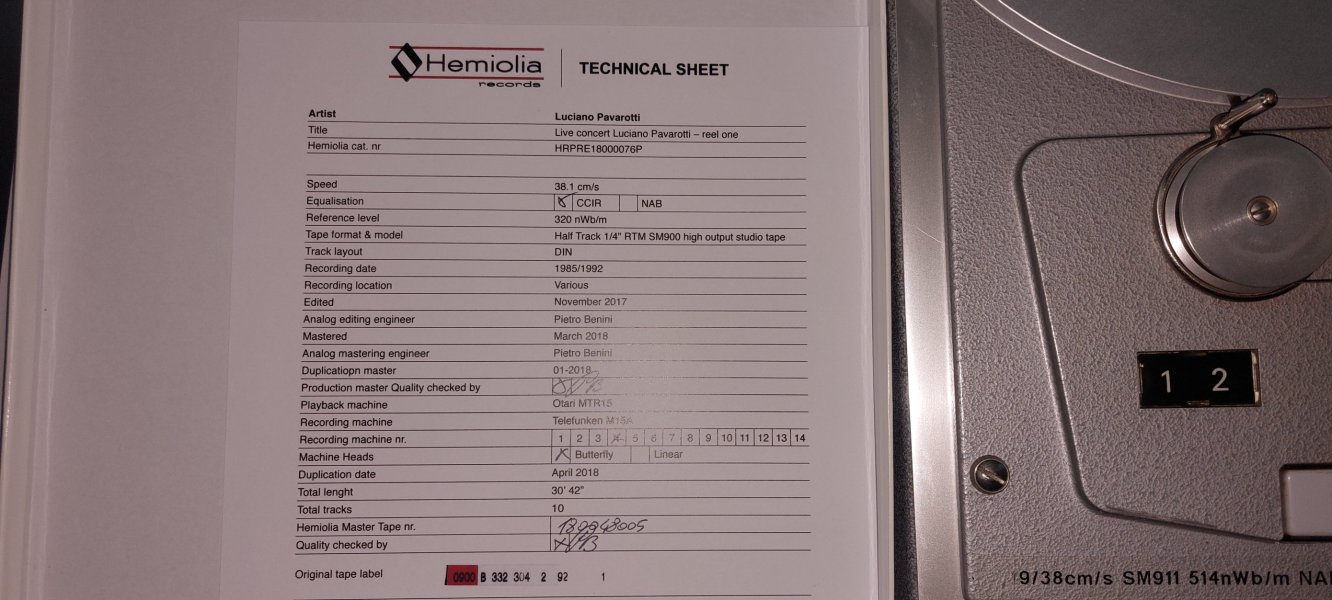 Hemiolia
records
TECHNICAL SHEET
Artist Luciano Pavarotti
Title Live concert Luciano Pavarotti – reel one
Hemiolia cat. nr HRPRE18000076P
Speed 38.1 cm/s
Equalisation CCIR NAB
Reference level 320 nWb/m
Tape format & model Half Track 1/4" RTM SM900 high output studio tape
Track layout DIN
Recording date 1985/1992
Recording location Various
Edited November 2017
Analog editing engineer Pietro Benini
Mastered March 2018
Analog mastering engineer Pietro Benini
Duplicatiopn master 01-2018
Production master Quality checked by
Playback machine Otari MTR15
Recording machine Telefunken M15A
Recording machine nr. 1 2 3 4 5 6 7 8 9 10 11 12 13 14
Machine Heads Butterfly Linear
Duplication date April 2018
Total lenght 30' 42"
Total tracks 10
Hemiolia Master Tape nr.
Quality checked by
Original tape label 0900 B 332 304 2 92 1
1 2
9/38cm/s SM911 514nWb/m NA